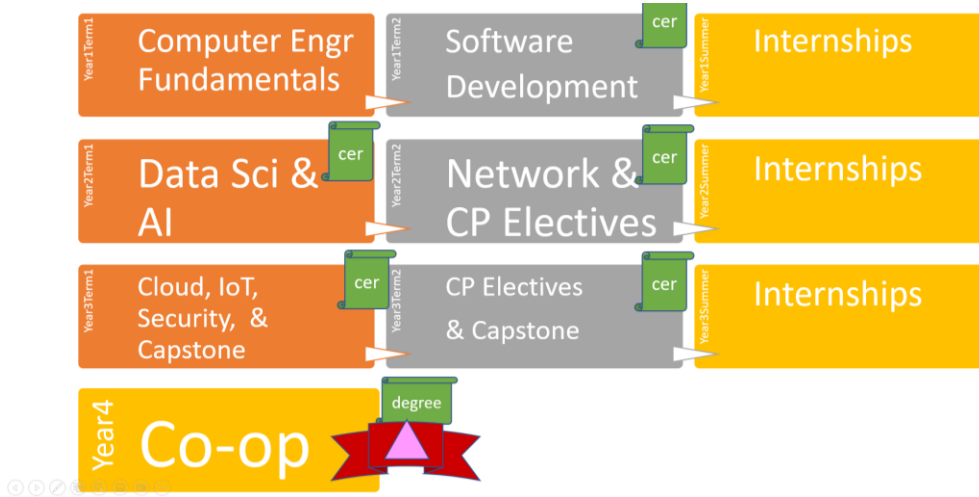 Year1Term1
Computer Engr
Fundamentals
Year1Term2
Software
Development
cer
Year1Summer
Internships
Year2Term1
Data Sci &
AI
cer
Year2Term2
Network &
CP Electives
cer
Year2Summer
Internships
Year3Term1
Cloud, IoT,
Security, &
Capstone
cer
Year3Term2
CP Electives
& Capstone
cer
Year3Summer
Internships
Year4
Co-op
degree